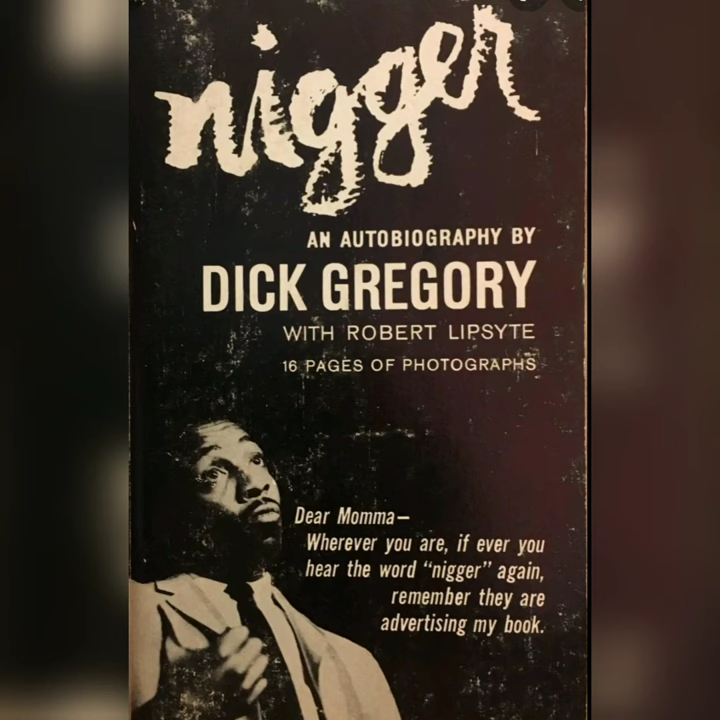 nigger
AN AUTOBIOGRAPHY BY
DICK GREGORY
WITH ROBERT LIPSYTE
16 PAGES OF PHOTOGRAPHS
Dear Momma—
Wherever you are, if ever you
hear the word “nigger” again,
remember they are
advertising my book.